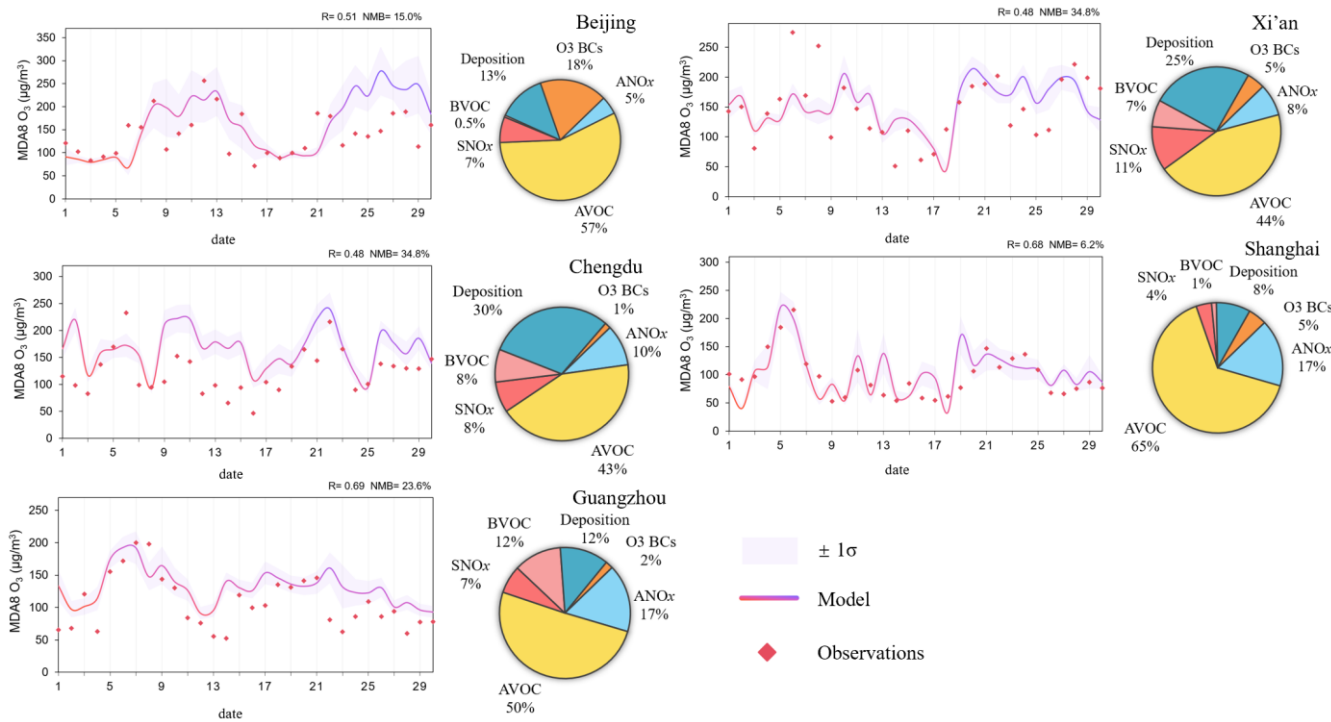 R= 0.51 NMB= 15.0%
Beijing
MDA8 O₃ (µg/m³)
350
300
250
200
150
100
50
0
1 5 9 13 17 21 25 29
date
Deposition
13%
O3 BCs
18%
ANOx
5%
BVOC
0.5%
SNOx
7%
AVOC
57%
R= 0.48 NMB= 34.8%
Xi'an
MDA8 O₃ (µg/m³)
250
200
150
100
50
0
1 5 9 13 17 21 25 29
date
Deposition
25%
O3 BCs
5%
ANOx
8%
BVOC
7%
SNOx
11%
AVOC
44%
R= 0.48 NMB= 34.8%
Chengdu
MDA8 O₃ (µg/m³)
300
250
200
150
100
50
0
1 5 9 13 17 21 25 29
date
Deposition
30%
O3 BCs
1%
ANOx
10%
BVOC
8%
SNOx
8%
AVOC
43%
R= 0.68 NMB= 6.2%
Shanghai
MDA8 O₃ (µg/m³)
300
250
200
150
100
50
0
1 5 9 13 17 21 25 29
date
SNOx
4%
BVOC
1%
Deposition
8%
O3 BCs
5%
ANOx
17%
AVOC
65%
R= 0.69 NMB= 23.6%
Guangzhou
MDA8 O₃ (µg/m³)
250
200
150
100
50
0
1 5 9 13 17 21 25 29
date
BVOC
12%
Deposition
12%
O3 BCs
2%
SNOx
7%
ANOx
17%
AVOC
50%
± 1σ
Model
Observations